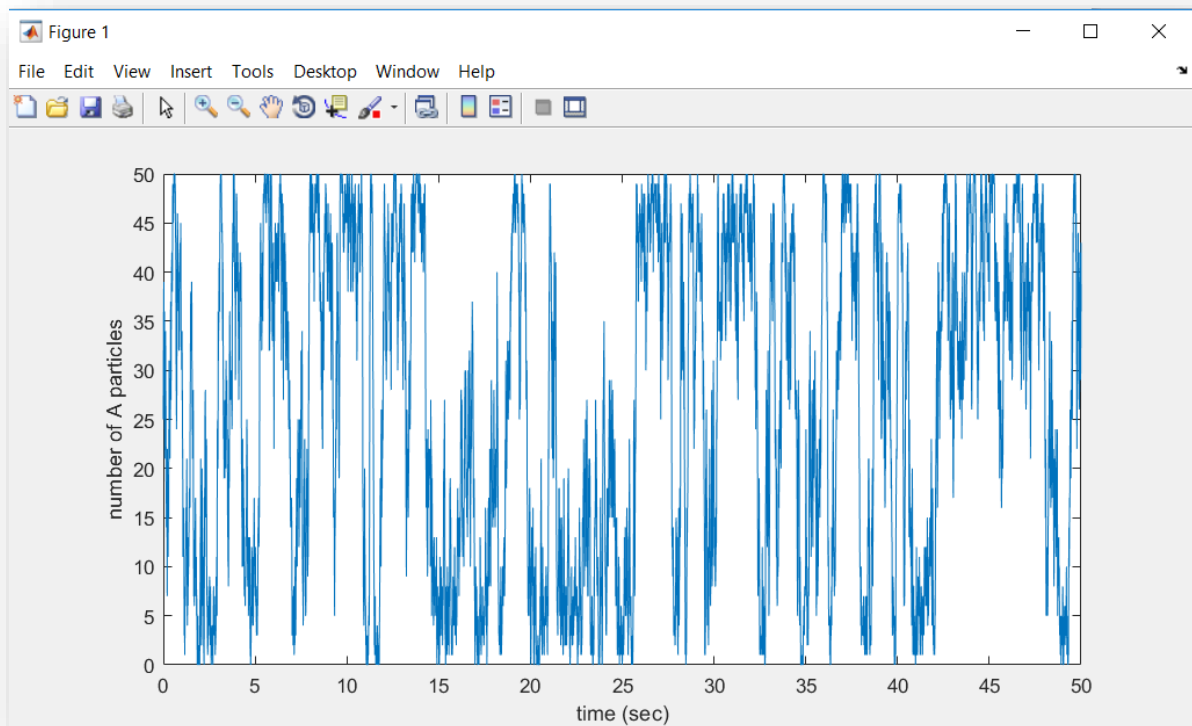 Figure 1
File Edit View Insert Tools Desktop Window Help
50
45
40
35
30
25
20
15
10
5
0
number of A particles
0 5 10 15 20 25 30 35 40 45 50
time (sec)